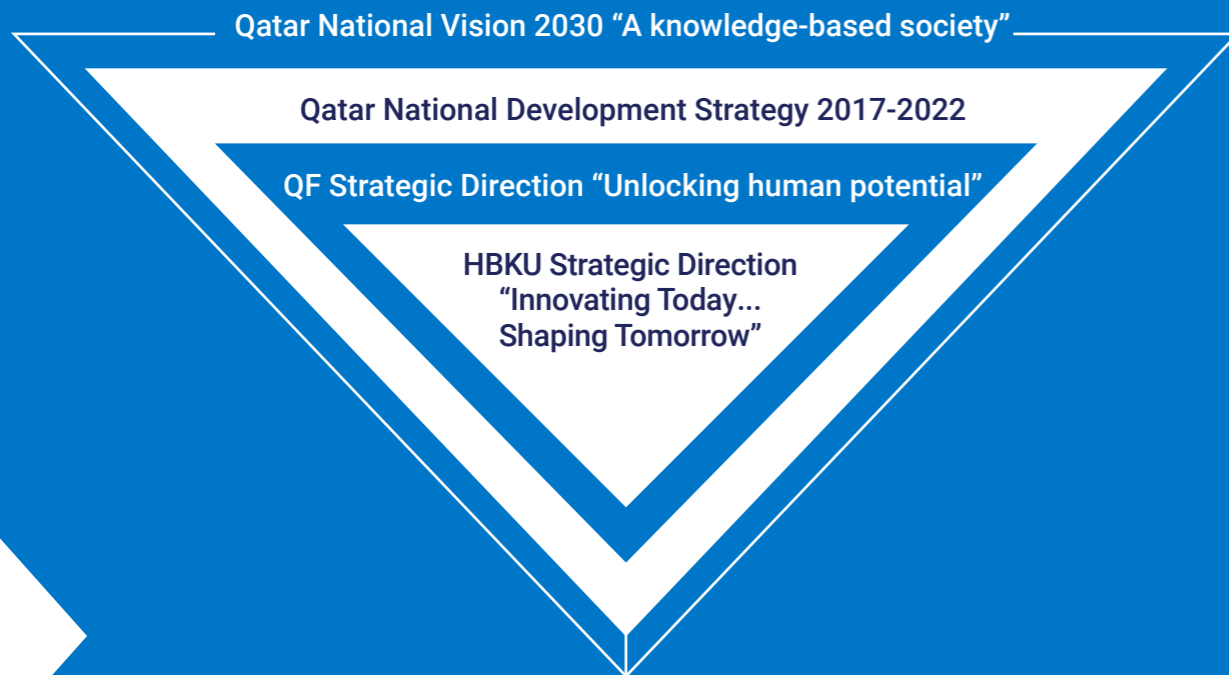 Qatar National Vision 2030 “A knowledge-based society”
Qatar National Development Strategy 2017-2022
QF Strategic Direction “Unlocking human potential”
HBKU Strategic Direction
“Innovating Today...
Shaping Tomorrow”